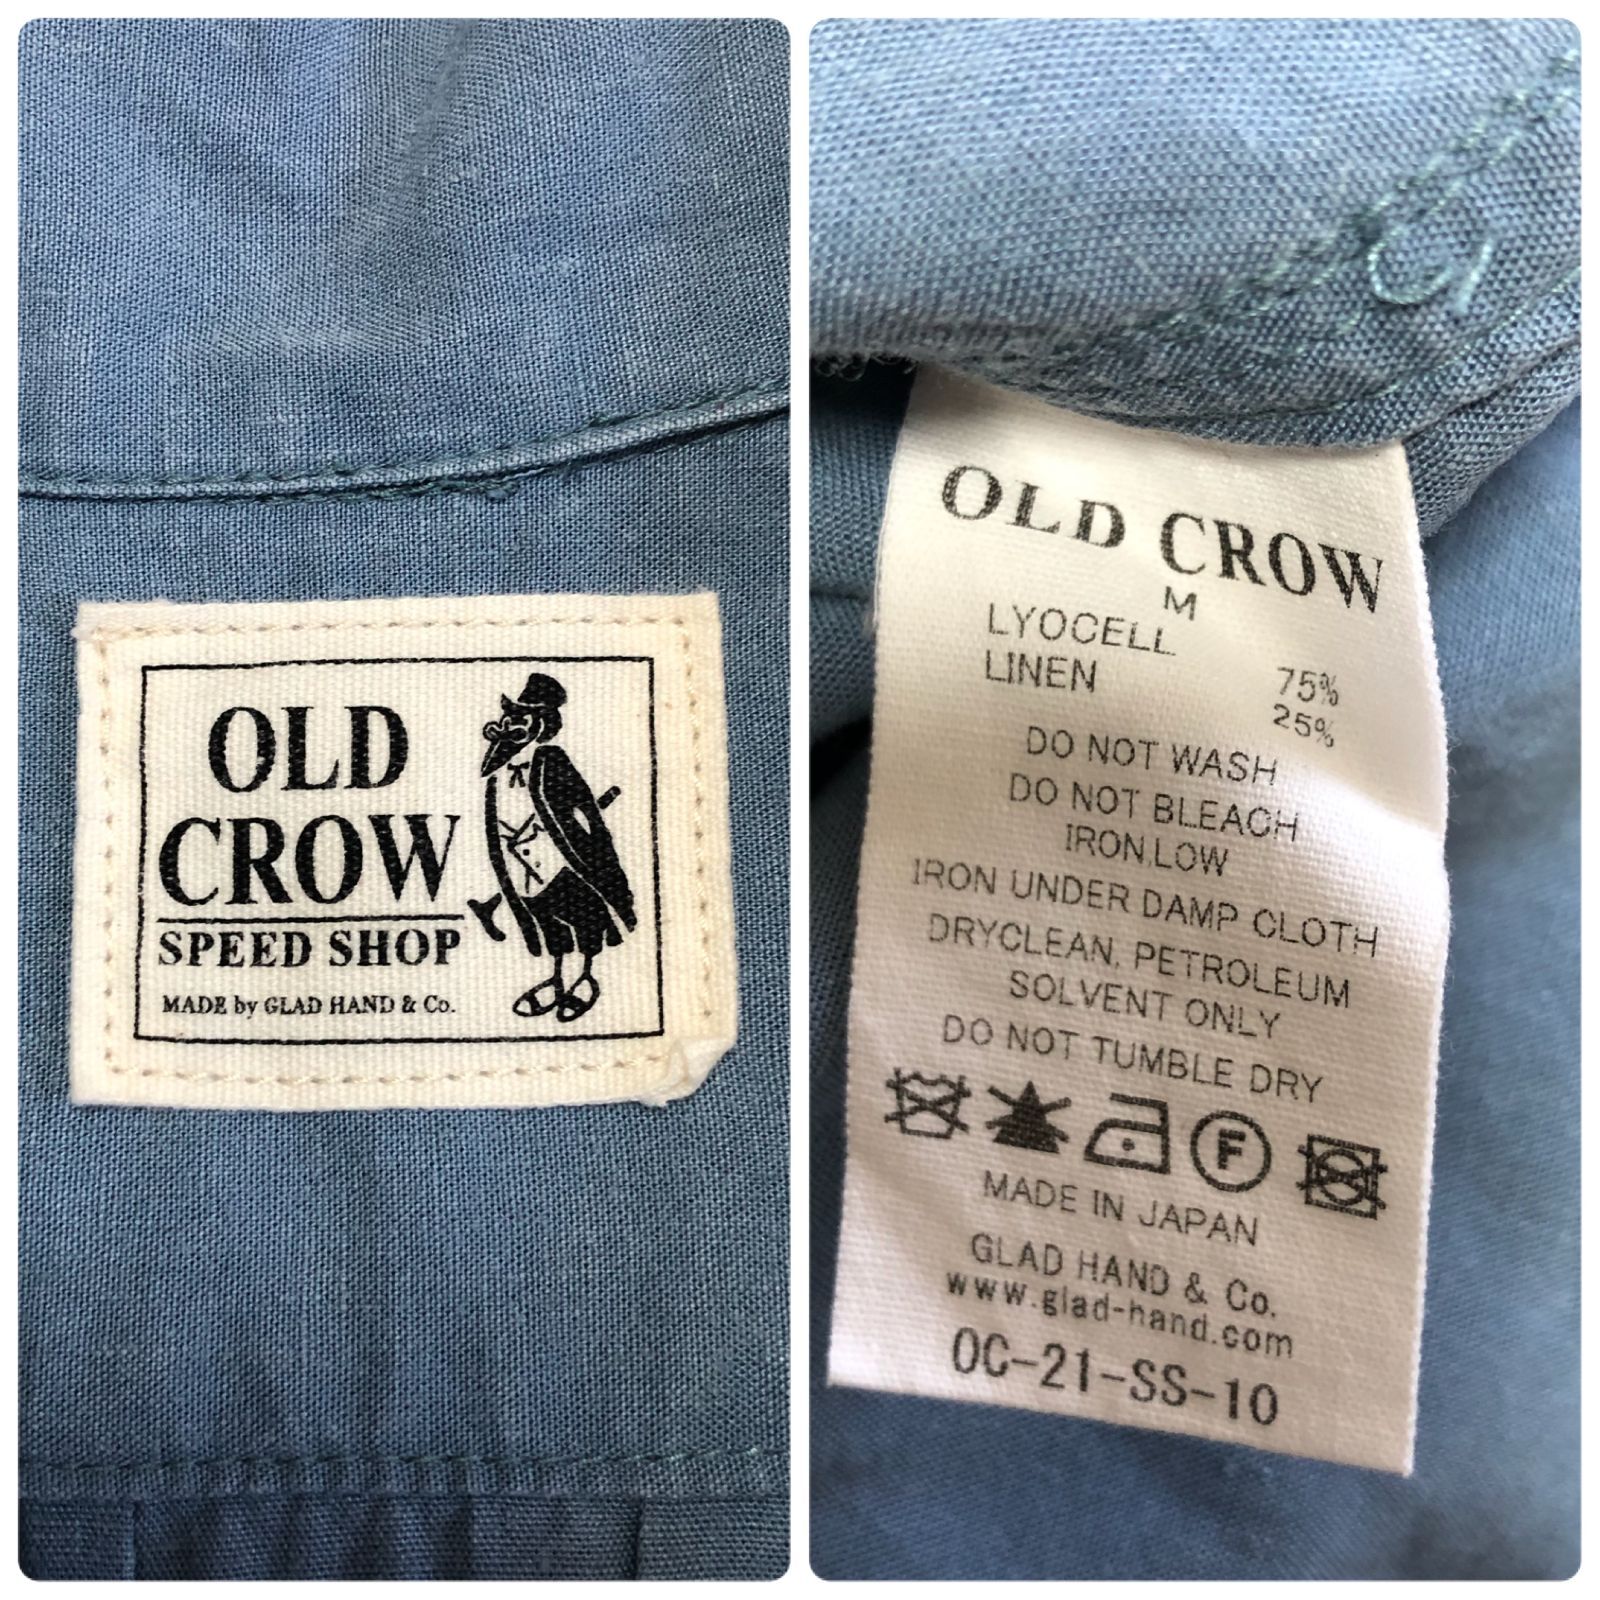 OLD
CROW
SPEED SHOP
MADE by GLAD HAND & Co.
OLD CROW
M
LYOCELL 75%
LINEN 25%
DO NOT WASH
DO NOT BLEACH
IRON,LOW
IRON UNDER DAMP CLOTH
DRYCLEAN, PETROLEUM
SOLVENT ONLY
DO NOT TUMBLE DRY
F
MADE IN JAPAN
GLAD HAND & Co.
www.glad-hand.com
OC-21-SS-10